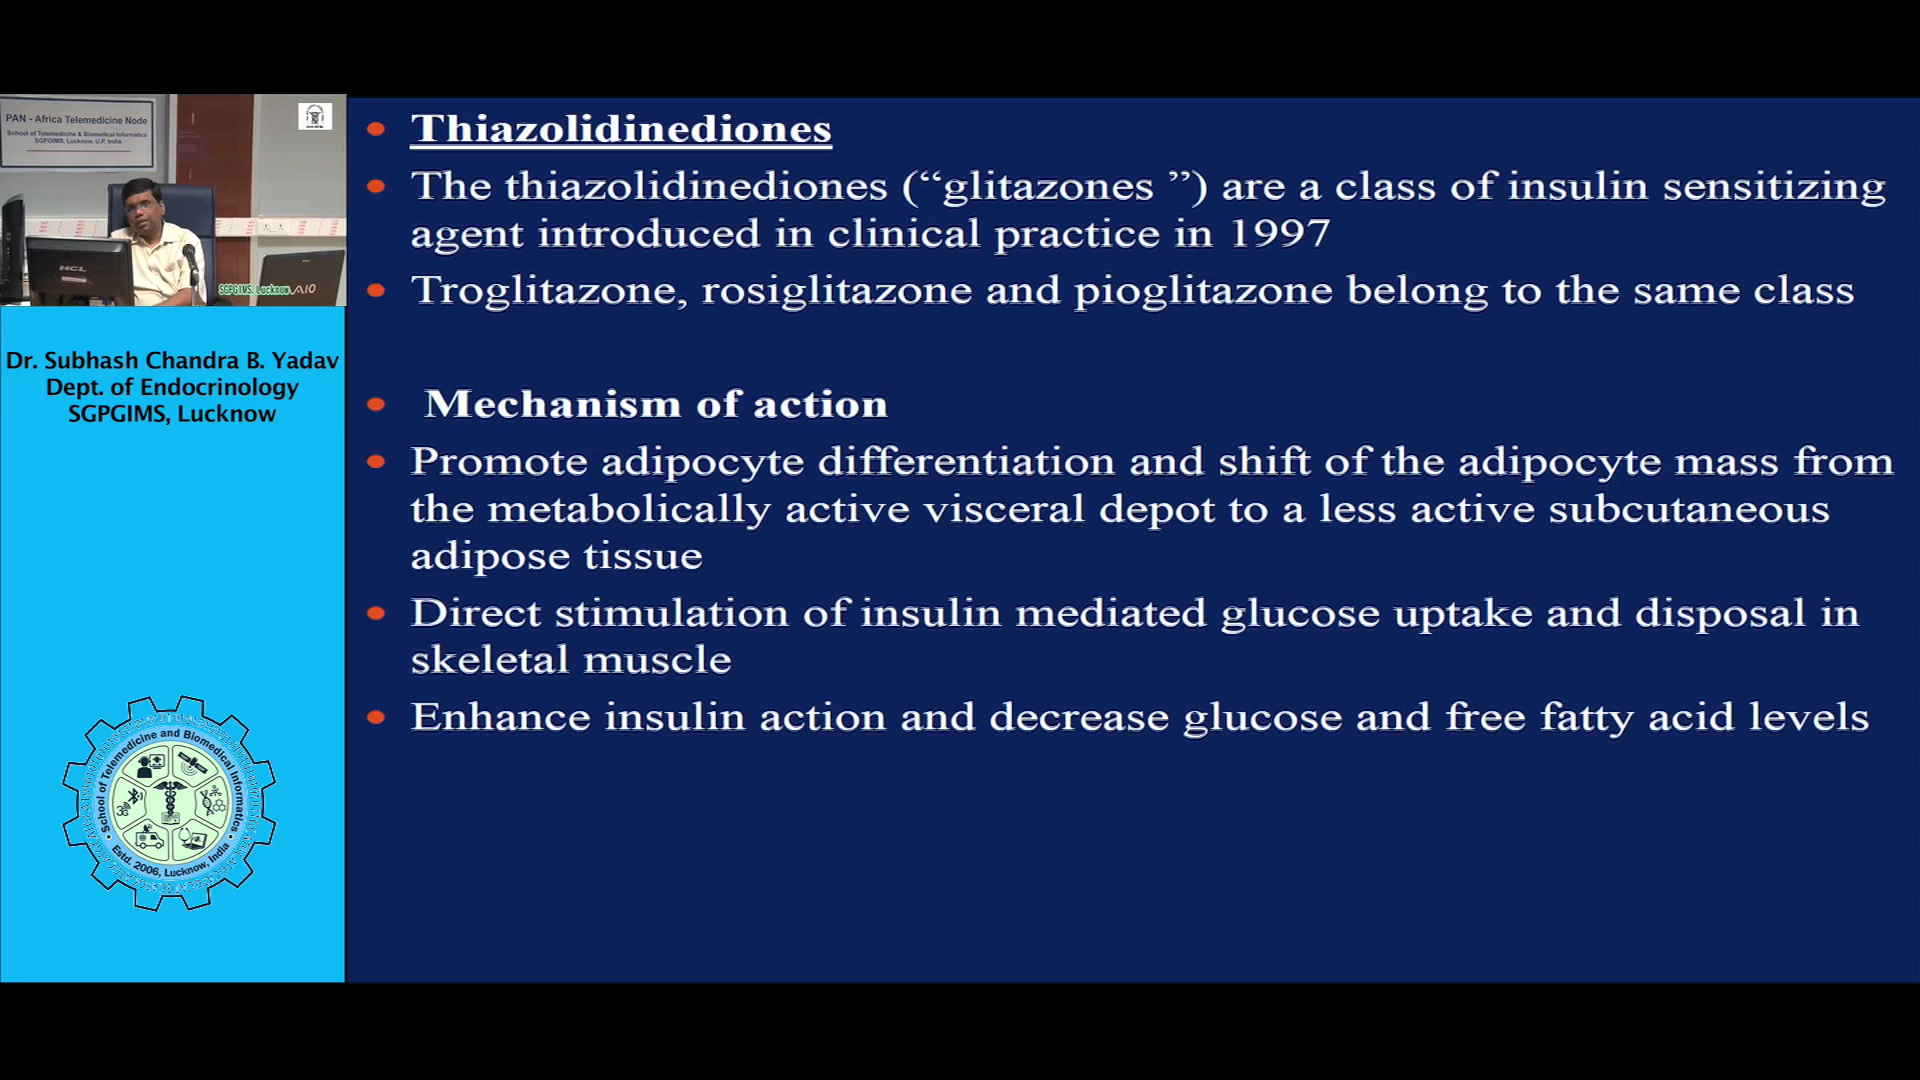 PAN - Africa Telemedicine Node
School of Telemedicine & Biomedical Informatics
SGPGIMS, Lucknow, U.P. India.
HCL
SGPGIMS, Lucknow
VAIO
Dr. Subhash Chandra B. Yadav
Dept. of Endocrinology
SGPGIMS, Lucknow
School of Telemedicine and Biomedical Informatics
Estd. 2006, Lucknow, India
Thiazolidinediones
The thiazolidinediones (“glitazones ”) are a class of insulin sensitizing
agent introduced in clinical practice in 1997
Troglitazone, rosiglitazone and pioglitazone belong to the same class
Mechanism of action
Promote adipocyte differentiation and shift of the adipocyte mass from
the metabolically active visceral depot to a less active subcutaneous
adipose tissue
Direct stimulation of insulin mediated glucose uptake and disposal in
skeletal muscle
Enhance insulin action and decrease glucose and free fatty acid levels